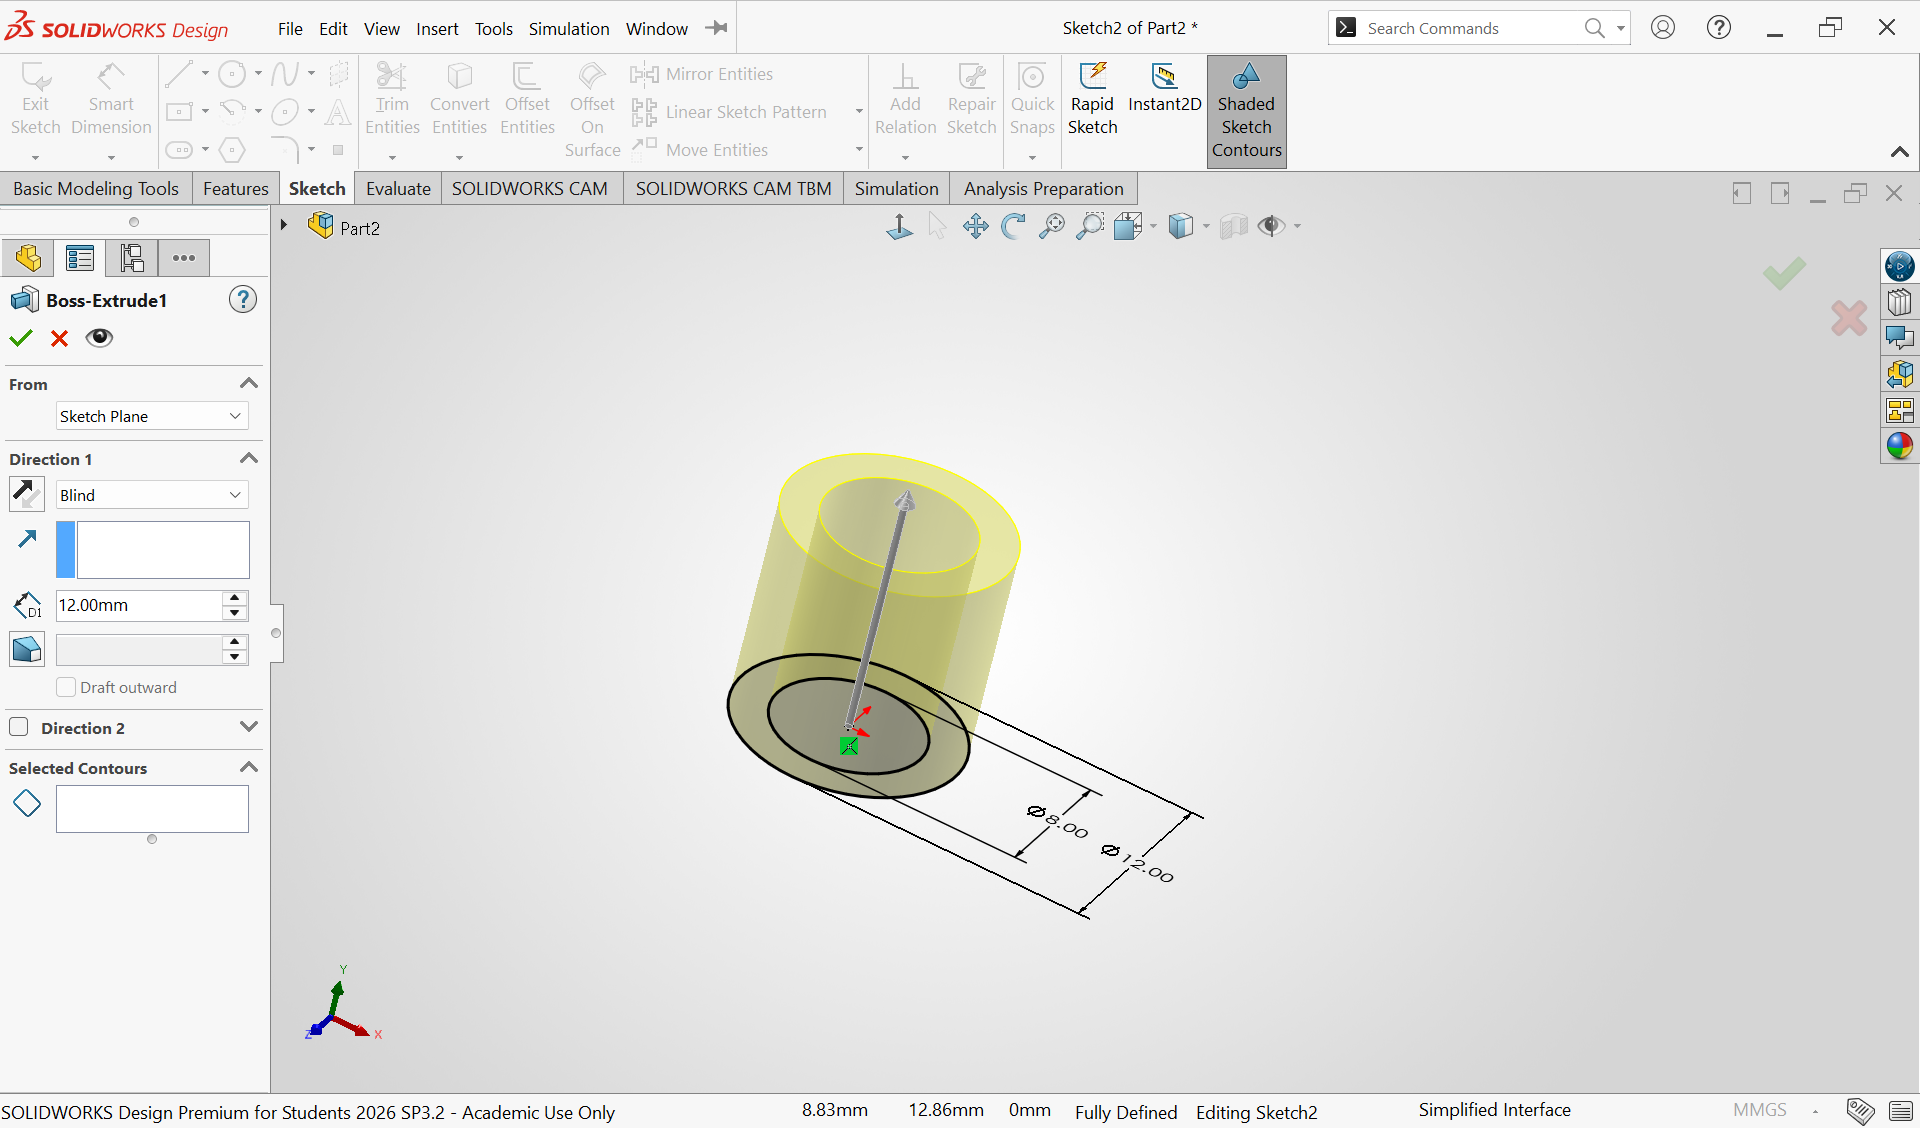 SOLIDWORKS Design
File Edit View Insert Tools Simulation Window
Sketch2 of Part2 *
Search Commands
Exit Sketch
Smart Dimension
Trim Entities
Convert Entities
Offset Entities
Offset On Surface
Mirror Entities
Linear Sketch Pattern
Move Entities
Add Relation
Repair Sketch
Quick Snaps
Rapid Sketch
Instant2D
Shaded Sketch Contours
Basic Modeling Tools Features Sketch Evaluate SOLIDWORKS CAM SOLIDWORKS CAM TBM Simulation Analysis Preparation
Part2
Boss-Extrude1
From
Sketch Plane
Direction 1
Blind
D1
12.00mm
Draft outward
Direction 2
Selected Contours
Ø8.00
Ø12.00
Y
Z
X
SOLIDWORKS Design Premium for Students 2026 SP3.2 - Academic Use Only
8.83mm 12.86mm 0mm Fully Defined Editing Sketch2 Simplified Interface MMGS